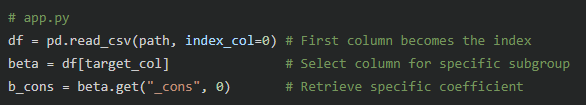 # app.py
df = pd.read_csv(path, index_col=0) # First column becomes the index
beta = df[target_col]               # Select column for specific subgroup
b_cons = beta.get("_cons", 0)       # Retrieve specific coefficient